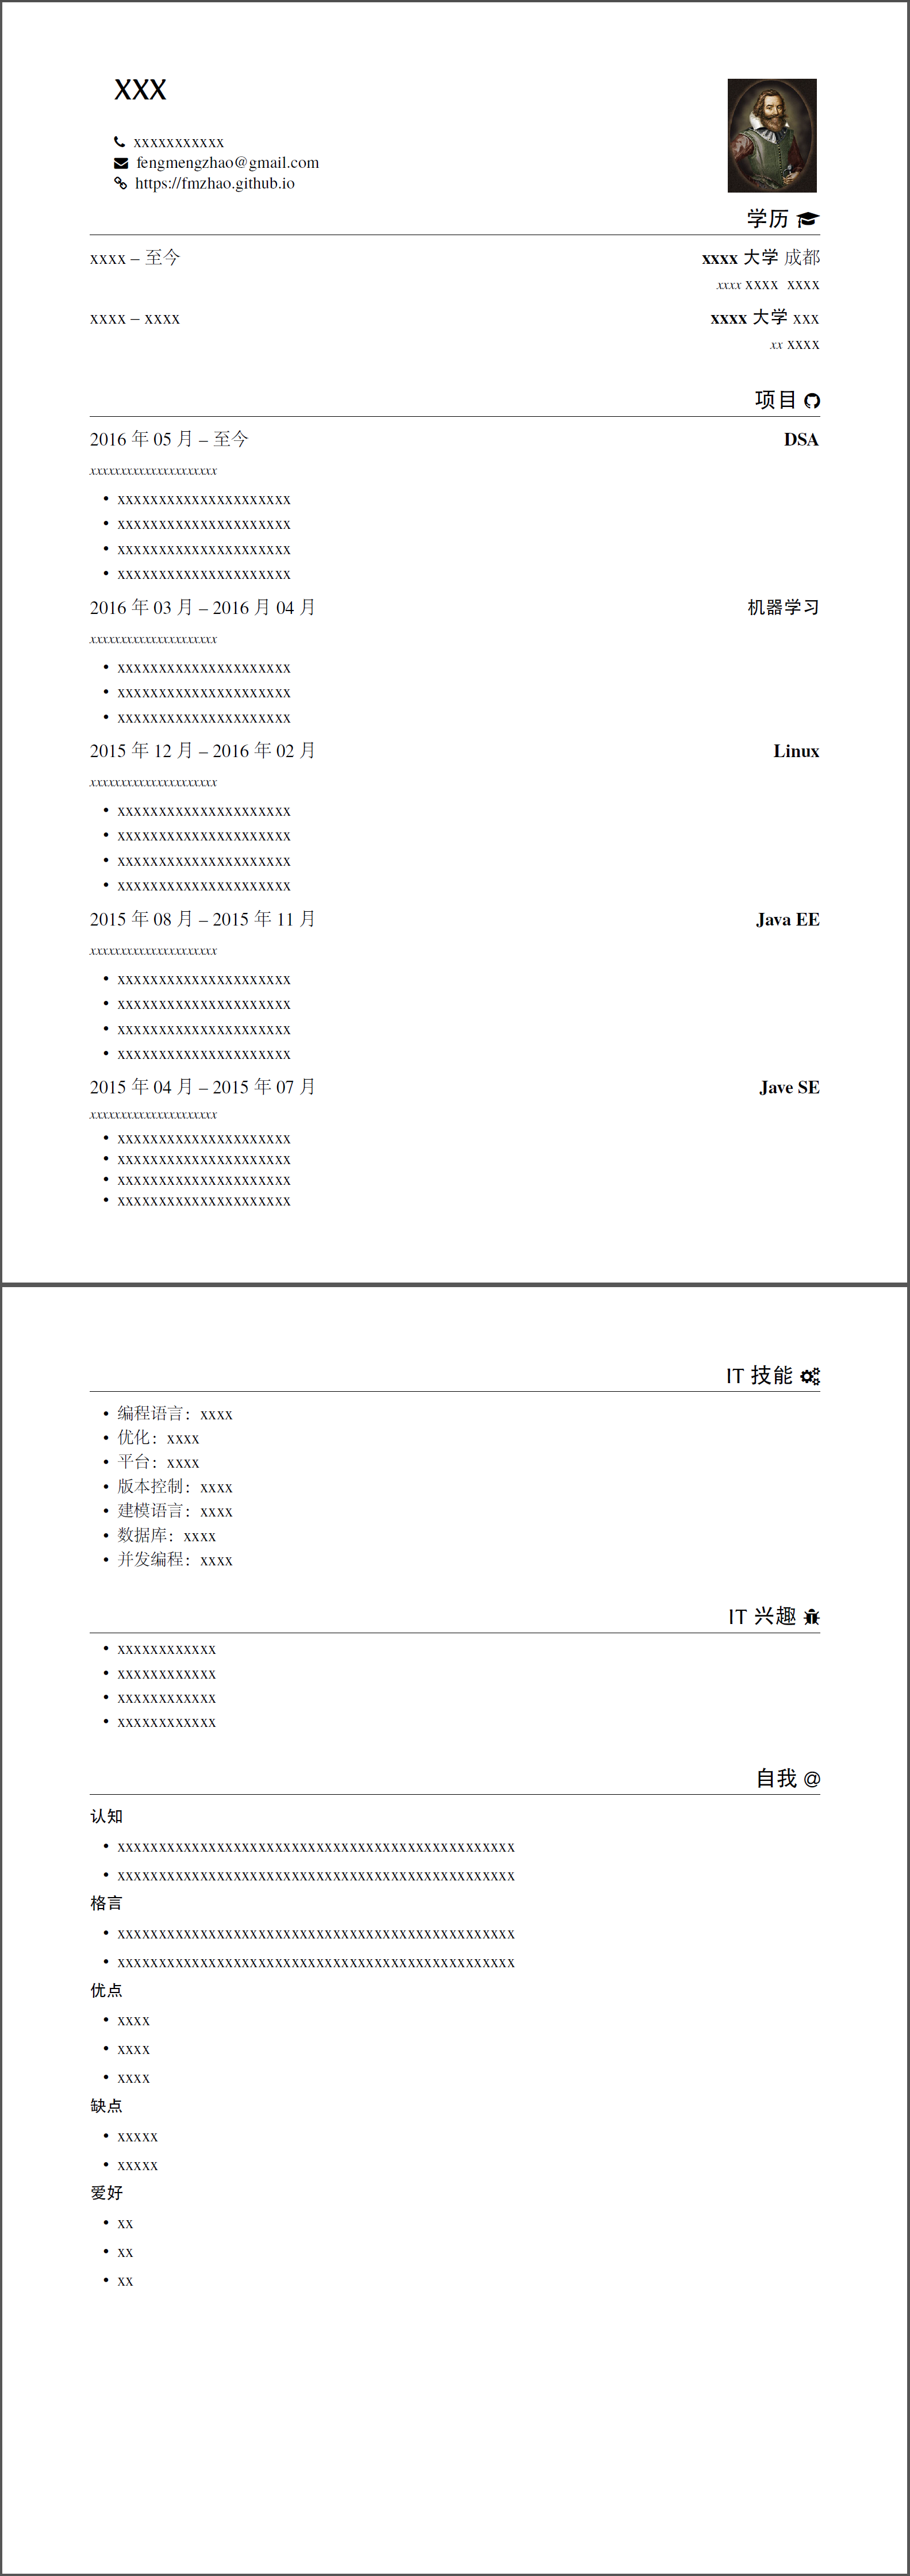 XXX
xxxxxxxxxxx
fengmengzhao@gmail.com
https://fmzhao.github.io
学历
xxxx – 至今 xxxx 大学 成都
xxxx xxxx xxxx
xxxx – xxxx xxxx 大学 xxx
xx xxxx
项目
2016 年 05 月 – 至今 DSA
xxxxxxxxxxxxxxxxxxxxx
• xxxxxxxxxxxxxxxxxxxxx
• xxxxxxxxxxxxxxxxxxxxx
• xxxxxxxxxxxxxxxxxxxxx
• xxxxxxxxxxxxxxxxxxxxx
2016 年 03 月 – 2016 月 04 月 机器学习
xxxxxxxxxxxxxxxxxxxxx
• xxxxxxxxxxxxxxxxxxxxx
• xxxxxxxxxxxxxxxxxxxxx
• xxxxxxxxxxxxxxxxxxxxx
2015 年 12 月 – 2016 年 02 月 Linux
xxxxxxxxxxxxxxxxxxxxx
• xxxxxxxxxxxxxxxxxxxxx
• xxxxxxxxxxxxxxxxxxxxx
• xxxxxxxxxxxxxxxxxxxxx
• xxxxxxxxxxxxxxxxxxxxx
2015 年 08 月 – 2015 年 11 月 Java EE
xxxxxxxxxxxxxxxxxxxxx
• xxxxxxxxxxxxxxxxxxxxx
• xxxxxxxxxxxxxxxxxxxxx
• xxxxxxxxxxxxxxxxxxxxx
• xxxxxxxxxxxxxxxxxxxxx
2015 年 04 月 – 2015 年 07 月 Jave SE
xxxxxxxxxxxxxxxxxxxxx
• xxxxxxxxxxxxxxxxxxxxx
• xxxxxxxxxxxxxxxxxxxxx
• xxxxxxxxxxxxxxxxxxxxx
• xxxxxxxxxxxxxxxxxxxxx
IT 技能
• 编程语言：xxxx
• 优化：xxxx
• 平台：xxxx
• 版本控制：xxxx
• 建模语言：xxxx
• 数据库：xxxx
• 并发编程：xxxx
IT 兴趣
• xxxxxxxxxxxx
• xxxxxxxxxxxx
• xxxxxxxxxxxx
• xxxxxxxxxxxx
自我 @
认知
• xxxxxxxxxxxxxxxxxxxxxxxxxxxxxxxxxxxxxxxxxxxxxxxx
• xxxxxxxxxxxxxxxxxxxxxxxxxxxxxxxxxxxxxxxxxxxxxxxx
格言
• xxxxxxxxxxxxxxxxxxxxxxxxxxxxxxxxxxxxxxxxxxxxxxxx
• xxxxxxxxxxxxxxxxxxxxxxxxxxxxxxxxxxxxxxxxxxxxxxxx
优点
• xxxx
• xxxx
• xxxx
缺点
• xxxxx
• xxxxx
爱好
• xx
• xx
• xx